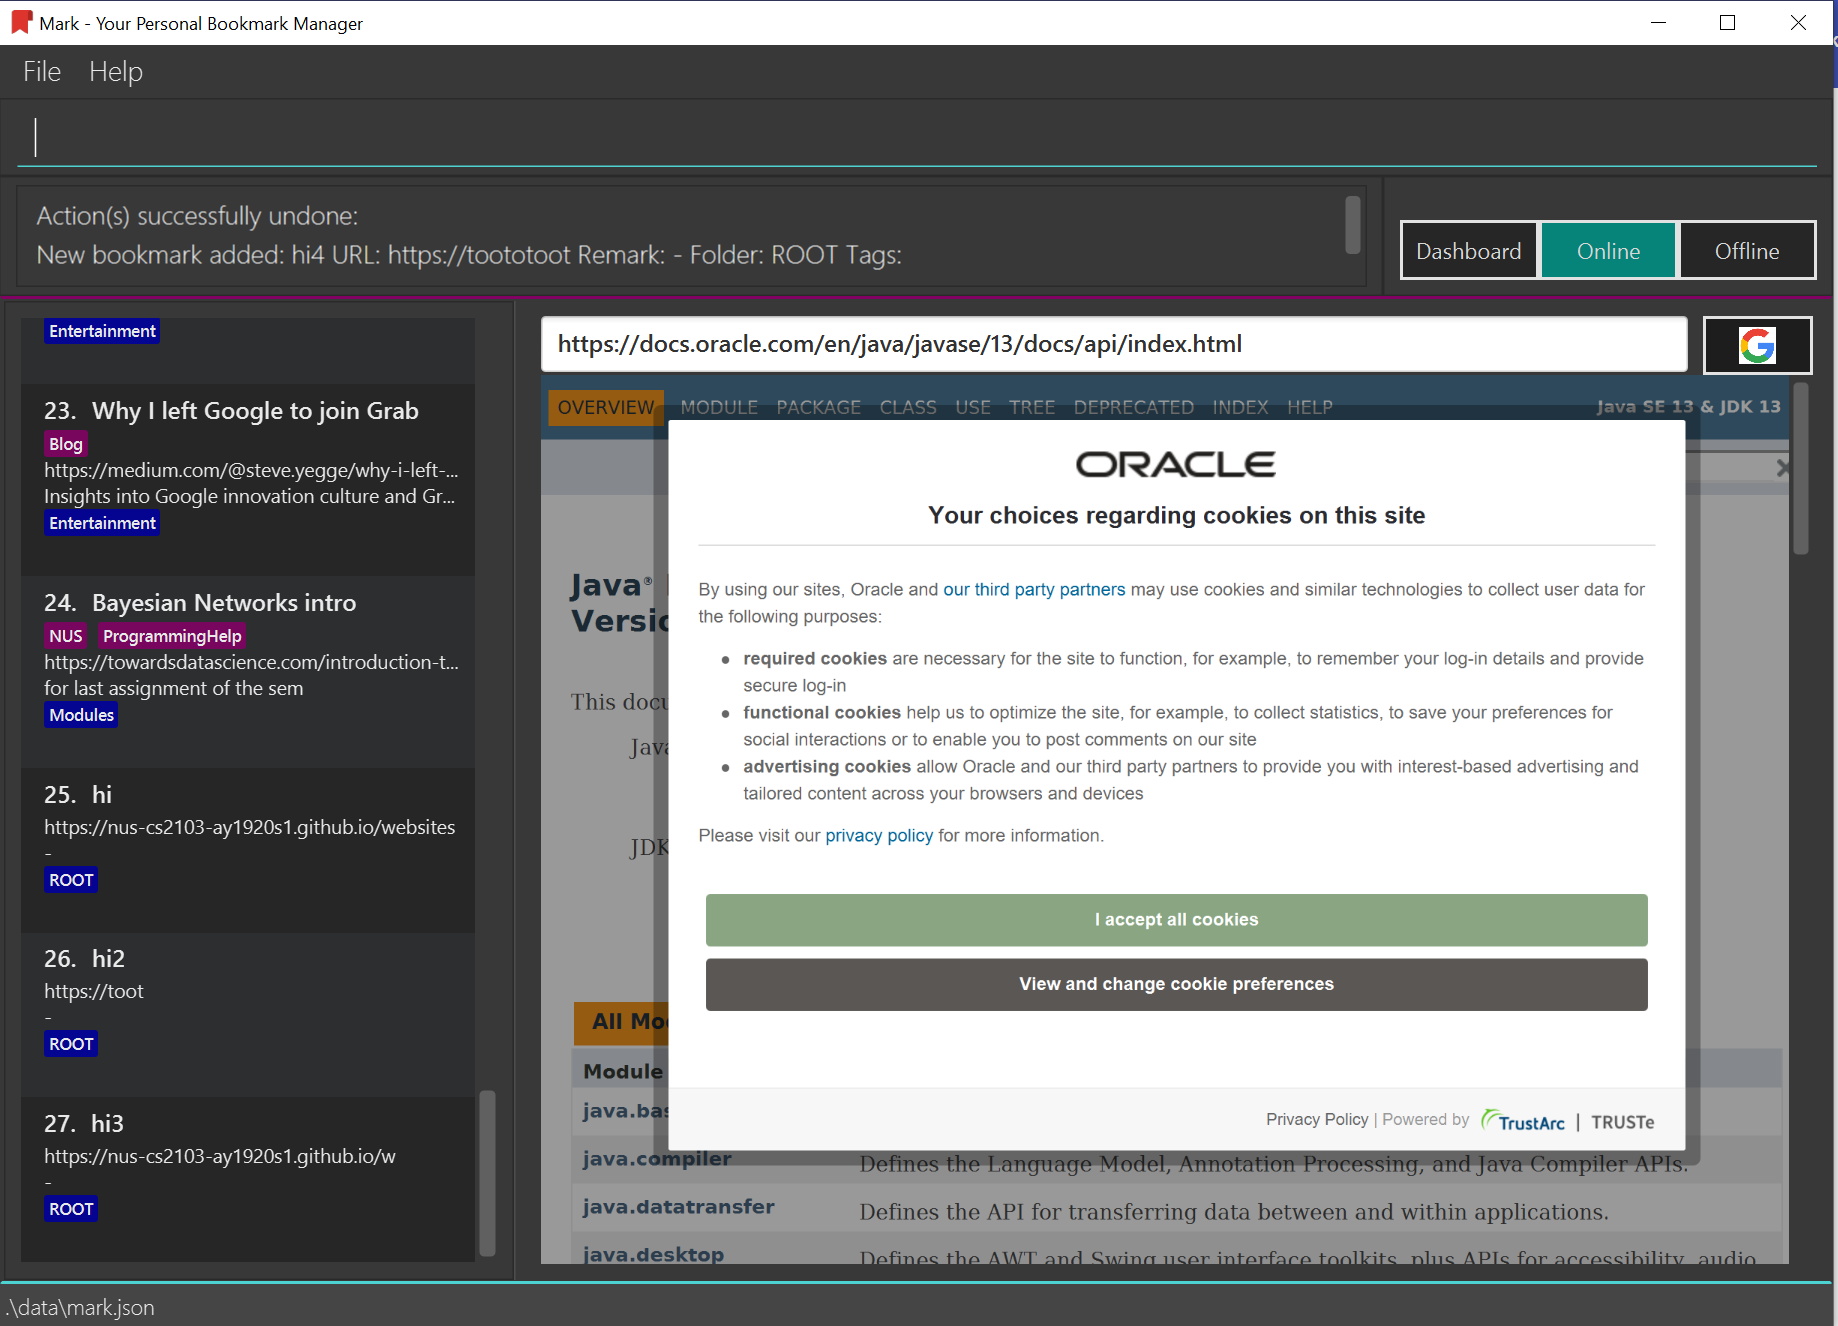 Mark - Your Personal Bookmark Manager
File Help
Action(s) successfully undone:
New bookmark added: hi4 URL: https://toototoot Remark: - Folder: ROOT Tags:
Dashboard Online Offline
Entertainment
23. Why I left Google to join Grab
Blog
https://medium.com/@steve.yegge/why-i-left-...
Insights into Google innovation culture and Gr...
Entertainment
24. Bayesian Networks intro
NUS ProgrammingHelp
https://towardsdatascience.com/introduction-t...
for last assignment of the sem
Modules
25. hi
https://nus-cs2103-ay1920s1.github.io/websites
-
ROOT
26. hi2
https://toot
-
ROOT
27. hi3
https://nus-cs2103-ay1920s1.github.io/w
-
ROOT
https://docs.oracle.com/en/java/javase/13/docs/api/index.html
G
OVERVIEW MODULE PACKAGE CLASS USE TREE DEPRECATED INDEX HELP Java SE 13 & JDK 13
ORACLE
Your choices regarding cookies on this site
By using our sites, Oracle and our third party partners may use cookies and similar technologies to collect user data for
the following purposes:
• required cookies are necessary for the site to function, for example, to remember your log-in details and provide
secure log-in
• functional cookies help us to optimize the site, for example, to collect statistics, to save your preferences for
social interactions or to enable you to post comments on our site
• advertising cookies allow Oracle and our third party partners to provide you with interest-based advertising and
tailored content across your browsers and devices
Please visit our privacy policy for more information.
I accept all cookies
View and change cookie preferences
Privacy Policy | Powered by TrustArc | TRUSTe
Java®
Versic
This docu
Java
JDK
All Mo
Module
java.bas
java.compiler Defines the Language Model, Annotation Processing, and Java Compiler APIs.
java.datatransfer Defines the API for transferring data between and within applications.
java.desktop Defines the AWT and Swing user interface toolkits, plus APIs for accessibility, audio,
.\data\mark.json